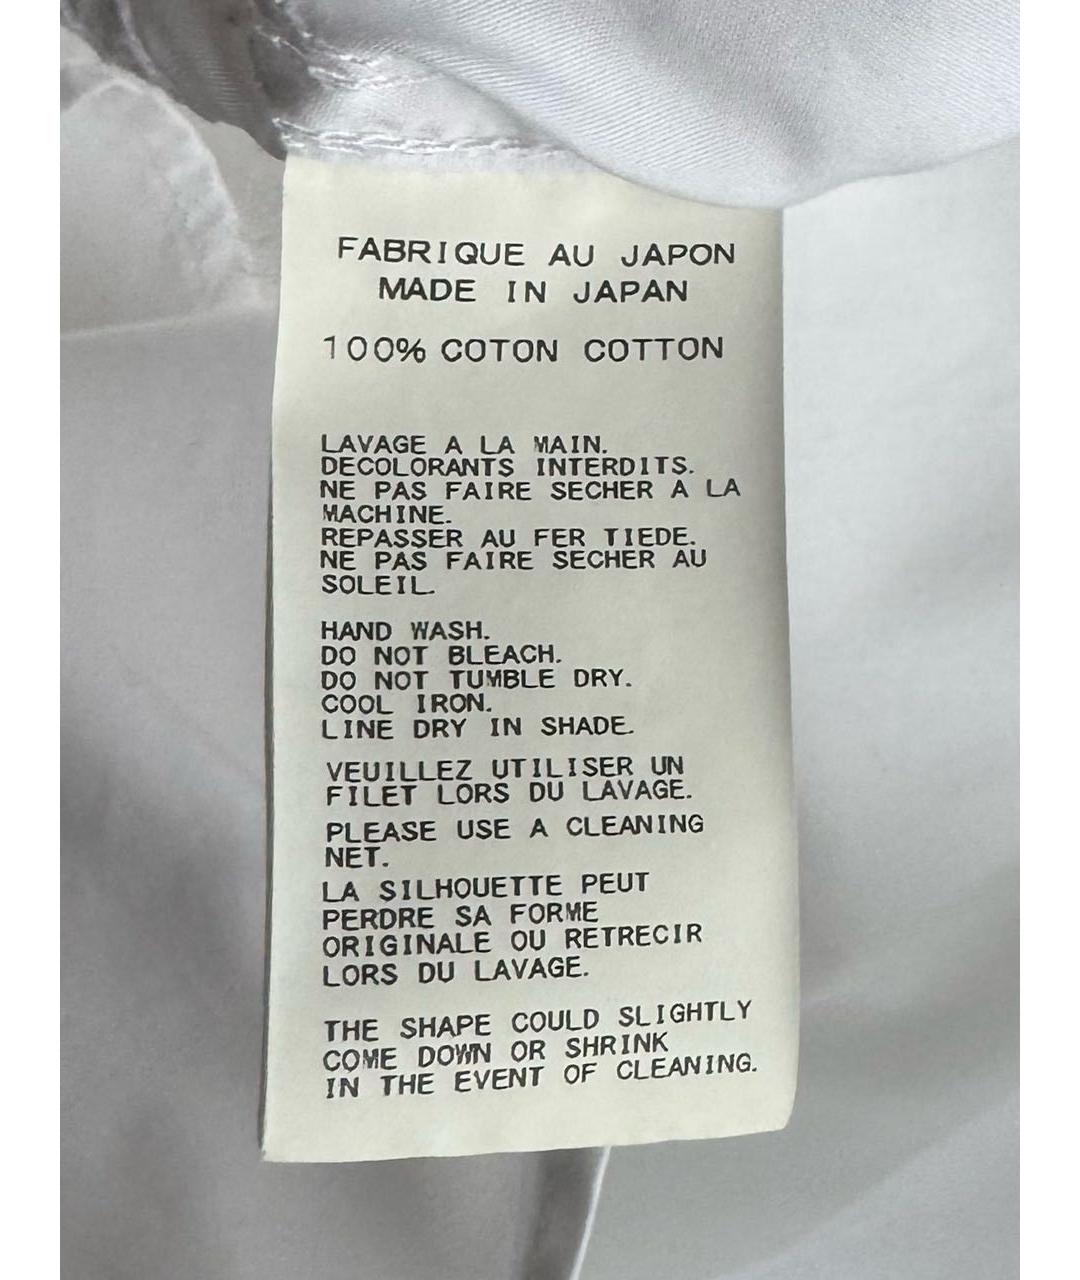 FABRIQUE AU JAPON
MADE IN JAPAN
100% COTON COTTON
LAVAGE A LA MAIN.
DECOLORANTS INTERDITS.
NE PAS FAIRE SECHER A LA
MACHINE.
REPASSER AU FER TIEDE.
NE PAS FAIRE SECHER AU
SOLEIL.
HAND WASH.
DO NOT BLEACH.
DO NOT TUMBLE DRY.
COOL IRON.
LINE DRY IN SHADE.
VEUILLEZ UTILISER UN
FILET LORS DU LAVAGE.
PLEASE USE A CLEANING
NET.
LA SILHOUETTE PEUT
PERDRE SA FORME
ORIGINALE OU RETRECIR
LORS DU LAVAGE.
THE SHAPE COULD SLIGHTLY
COME DOWN OR SHRINK
IN THE EVENT OF CLEANING.